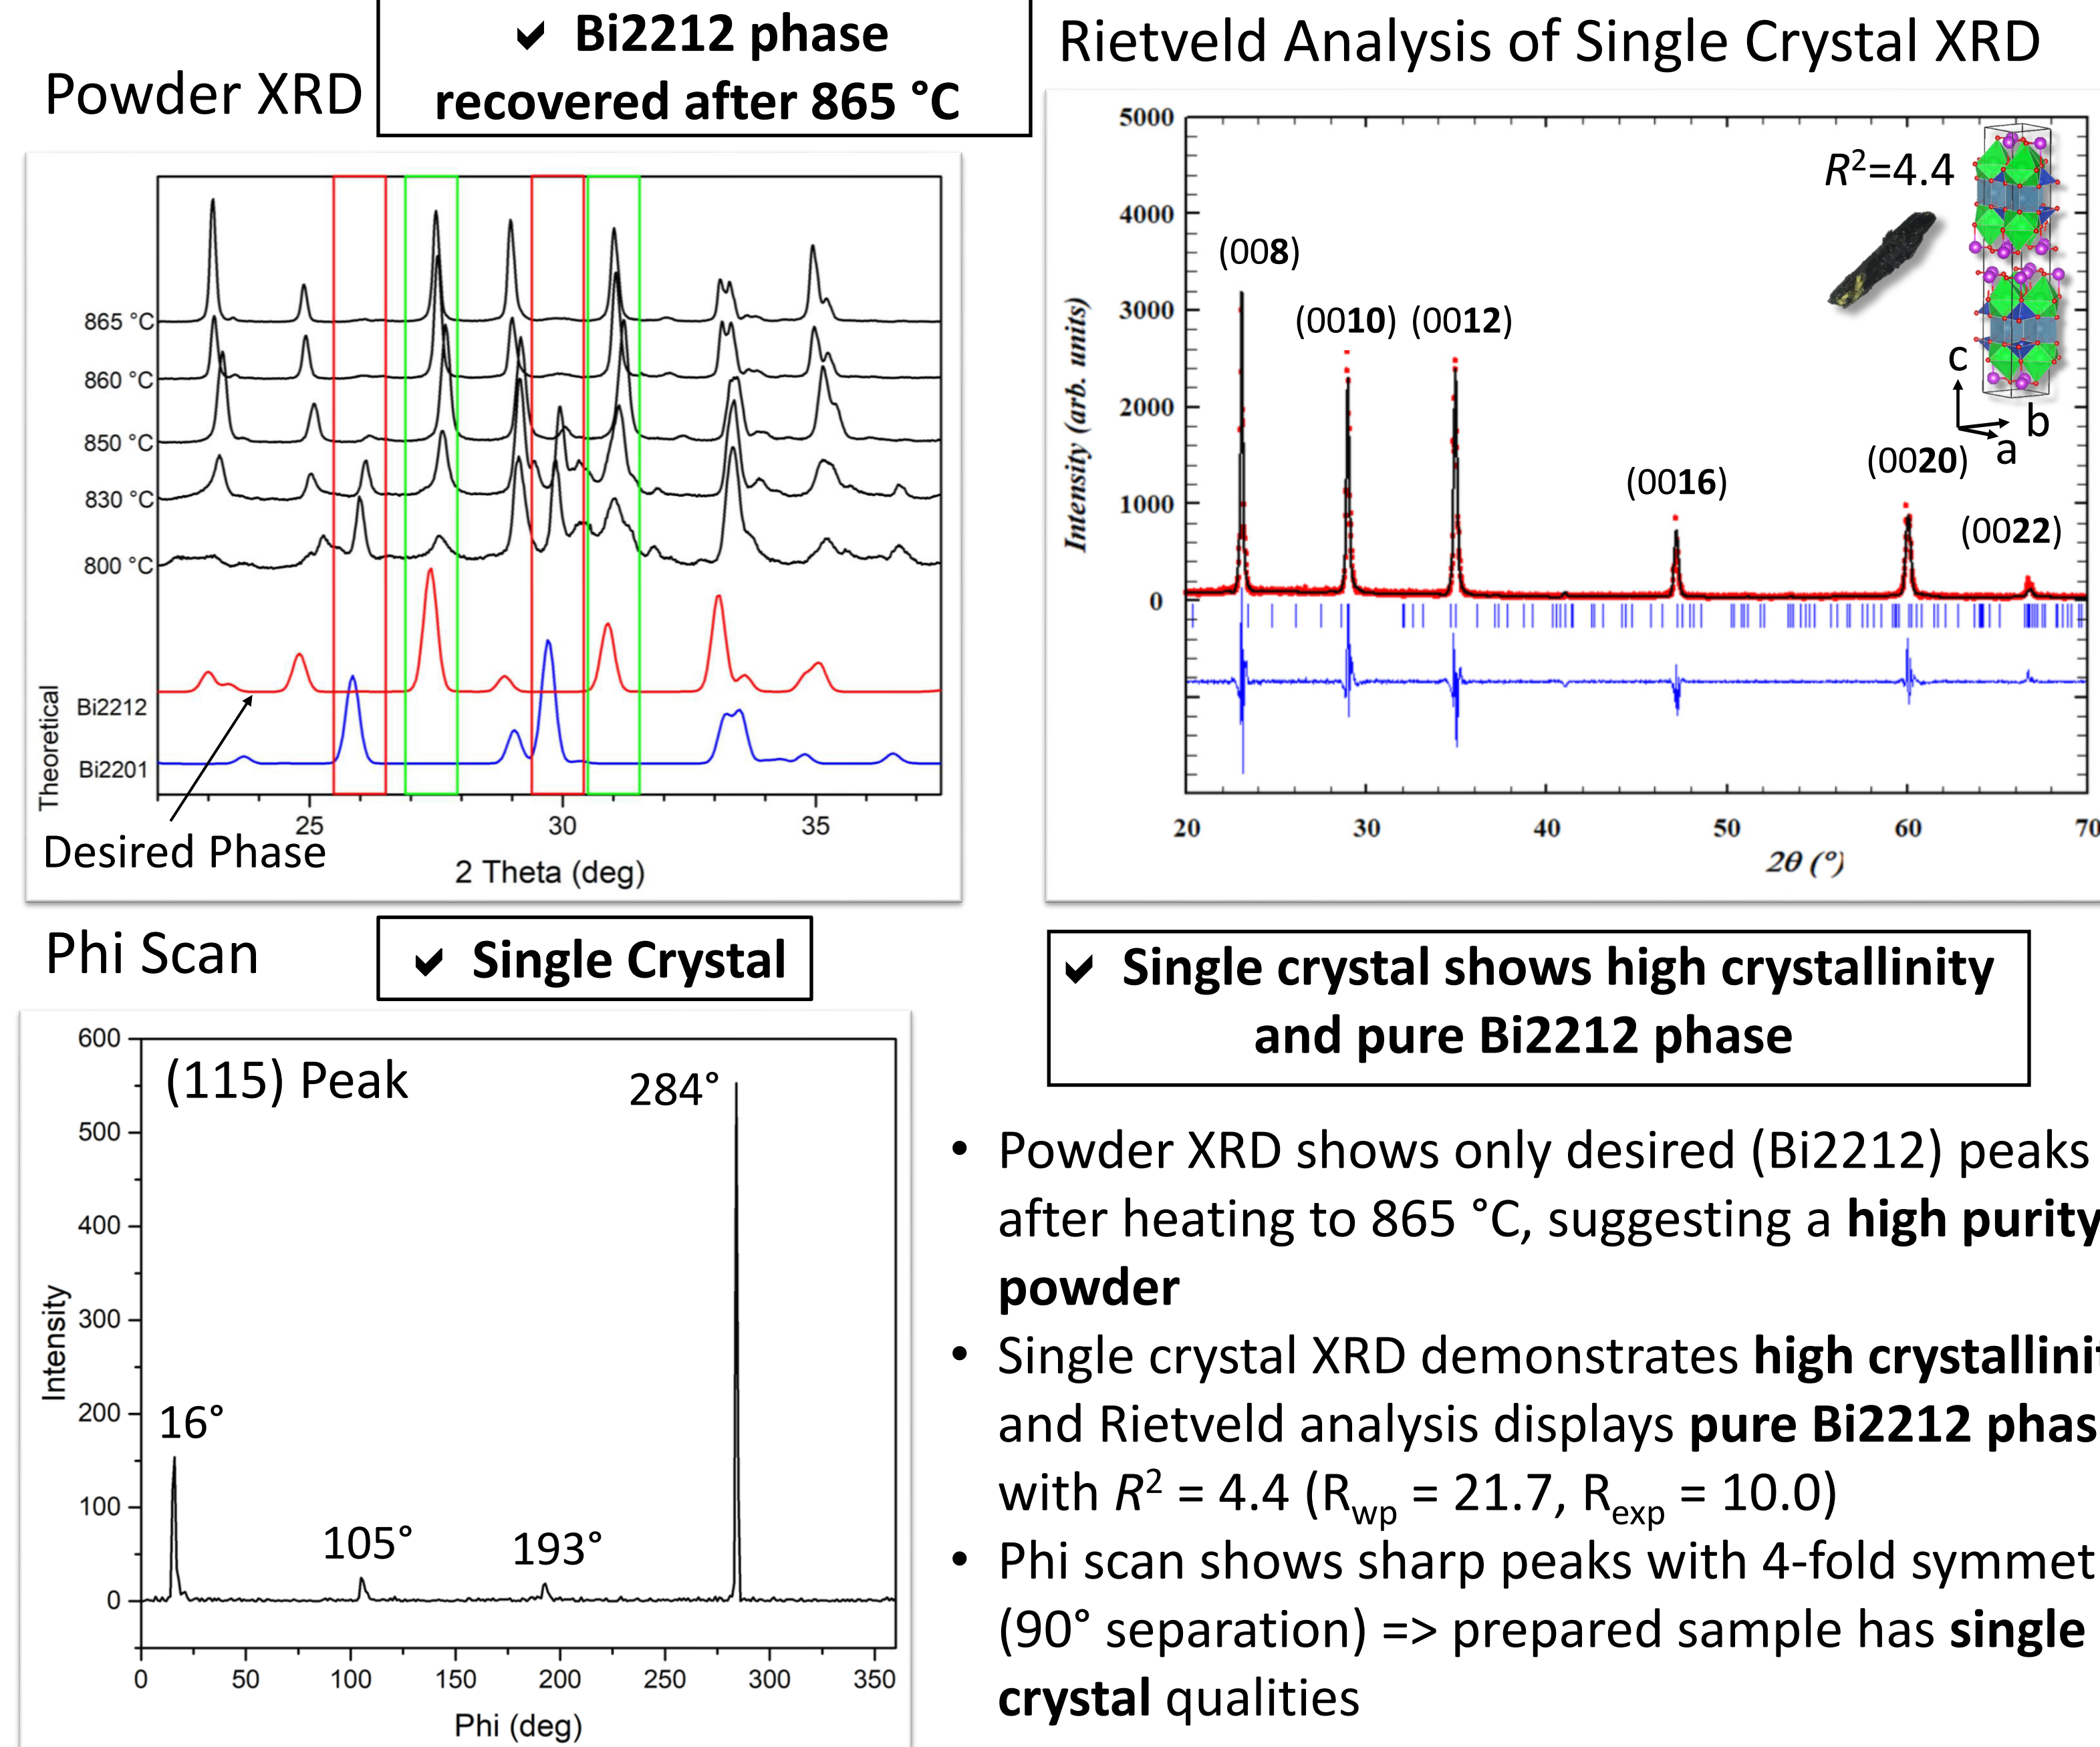 Powder XRD
✔ Bi2212 phase
recovered after 865 °C
865 °C
860 °C
850 °C
830 °C
800 °C
Theoretical
Bi2212
Bi2201
Desired Phase
25 30 35
2 Theta (deg)
Rietveld Analysis of Single Crystal XRD
5000
4000
3000
2000
1000
0
Intensity (arb. units)
R²=4.4
(008)
(0010) (0012)
(0016)
(0020)
(0022)
c
b
a
20 30 40 50 60 70
2θ (°)
Phi Scan
✔ Single Crystal
600
500
400
300
200
100
0
Intensity
(115) Peak
284°
16°
105°
193°
0 50 100 150 200 250 300 350
Phi (deg)
✔ Single crystal shows high crystallinity
and pure Bi2212 phase
• Powder XRD shows only desired (Bi2212) peaks
after heating to 865 °C, suggesting a high purity
powder
• Single crystal XRD demonstrates high crystallini
and Rietveld analysis displays pure Bi2212 phas
with R² = 4.4 (Rwp = 21.7, Rexp = 10.0)
• Phi scan shows sharp peaks with 4-fold symmet
(90° separation) => prepared sample has single
crystal qualities